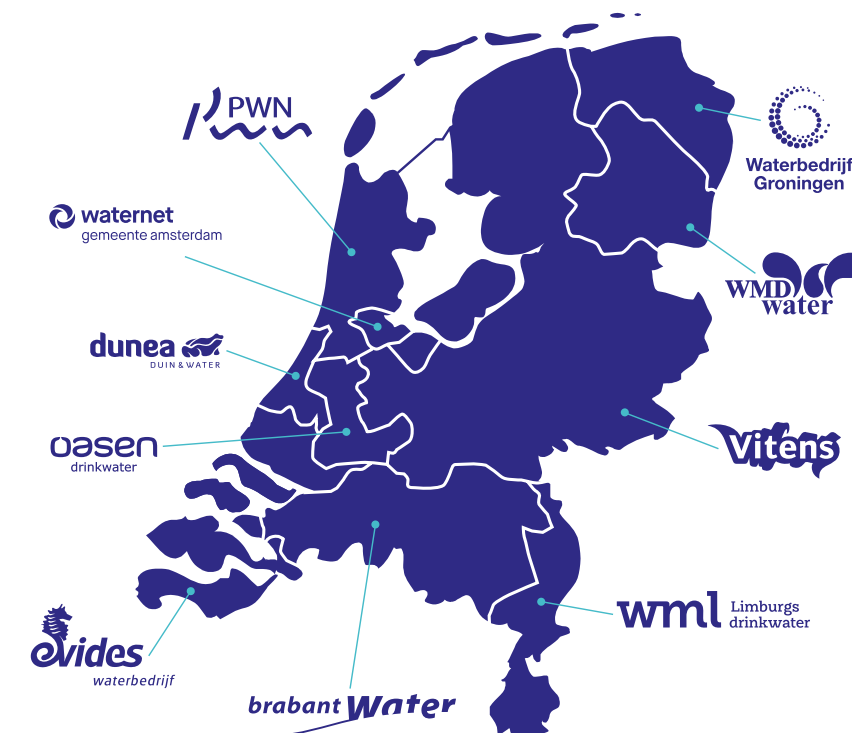 PWN
Waterbedrijf
Groningen
waternet
gemeente amsterdam
WMD
water
dunea
DUIN & WATER
Vitens
oasen
drinkwater
wml Limburgs
drinkwater
evides
waterbedrijf
brabant Water